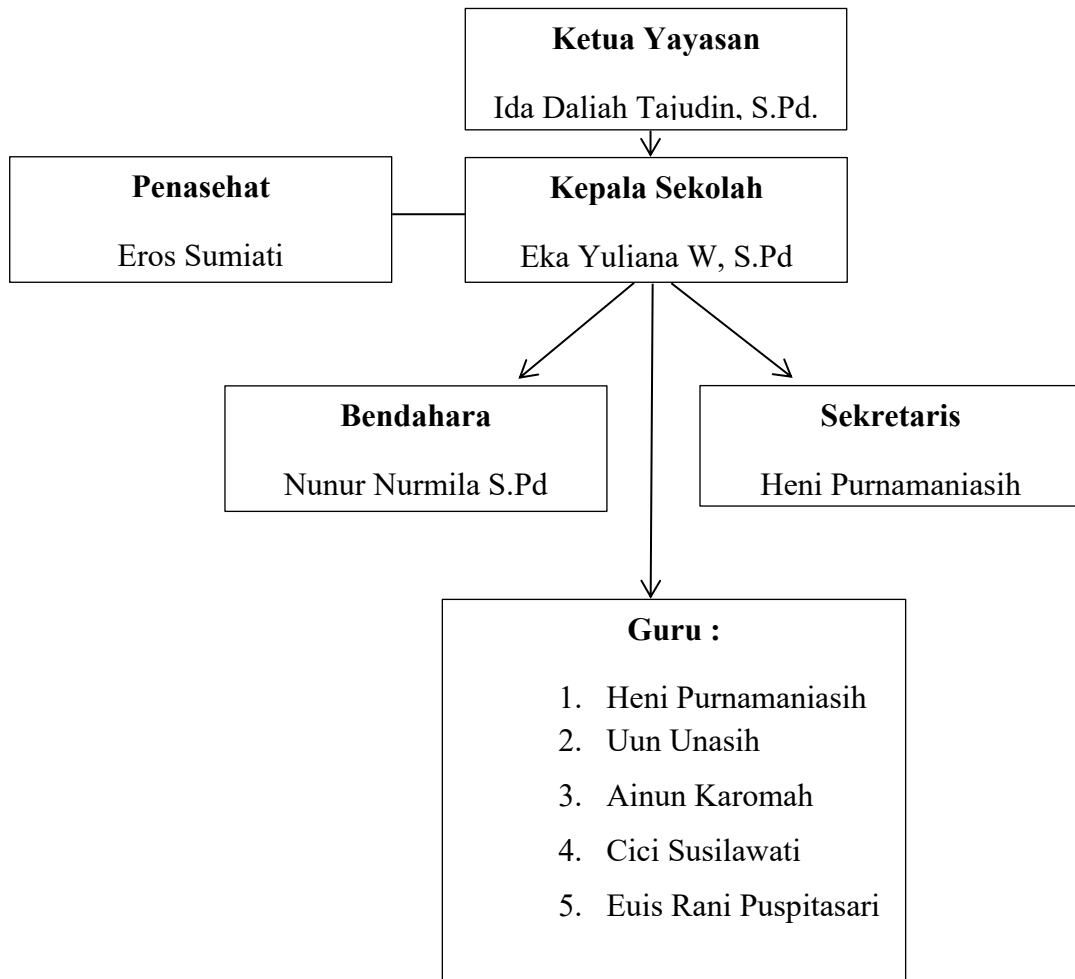 Ketua Yayasan
Ida Daliah Tajudin, S.Pd.
Penasehat
Eros Sumiati
Kepala Sekolah
Eka Yuliana W, S.Pd
Bendahara
Nunur Nurmila S.Pd
Sekretaris
Heni Purnamaniasih
Guru :
1. Heni Purnamaniasih
2. Uun Unasih
3. Ainun Karomah
4. Cici Susilawati
5. Euis Rani Puspitasari